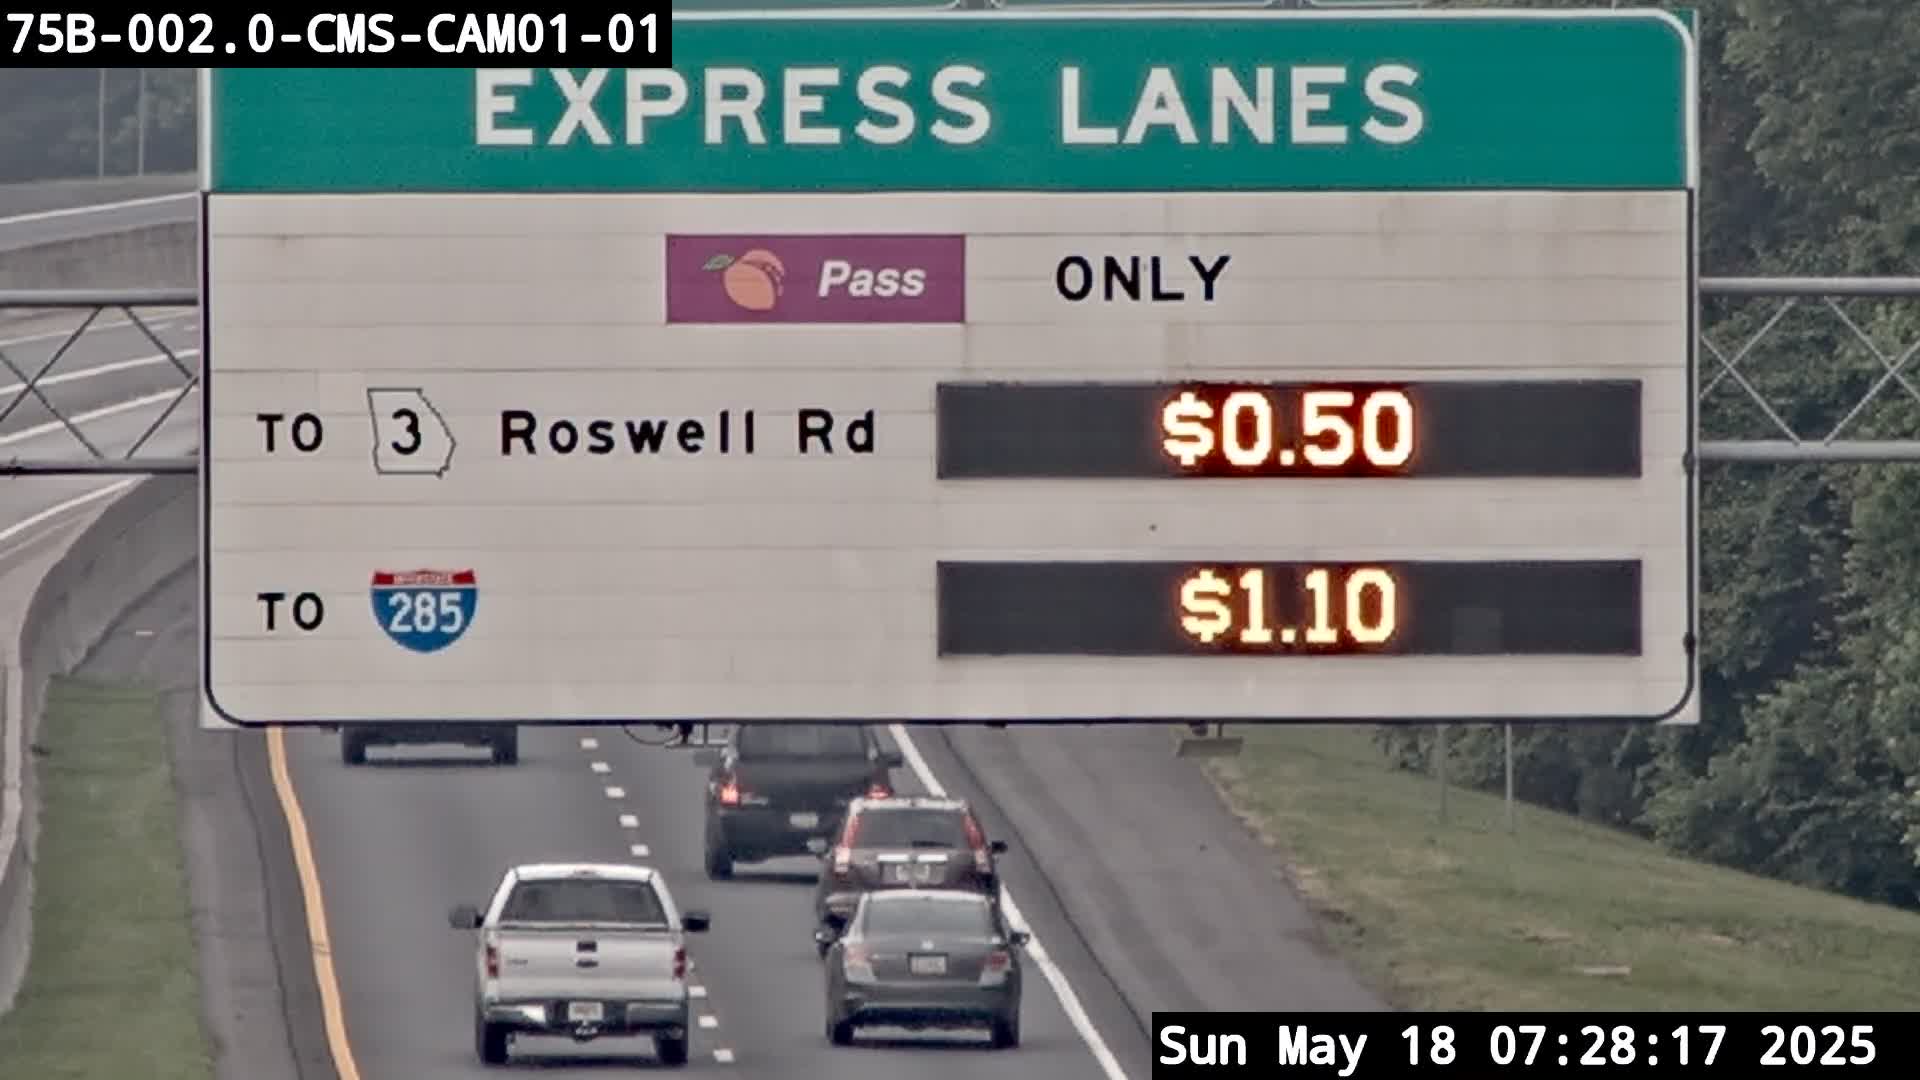 75B-002.0-CMS-CAM01-01
EXPRESS LANES
Pass ONLY
TO 3 Roswell Rd $0.50
TO INTERSTATE 285 $1.10
Sun May 18 07:28:17 2025